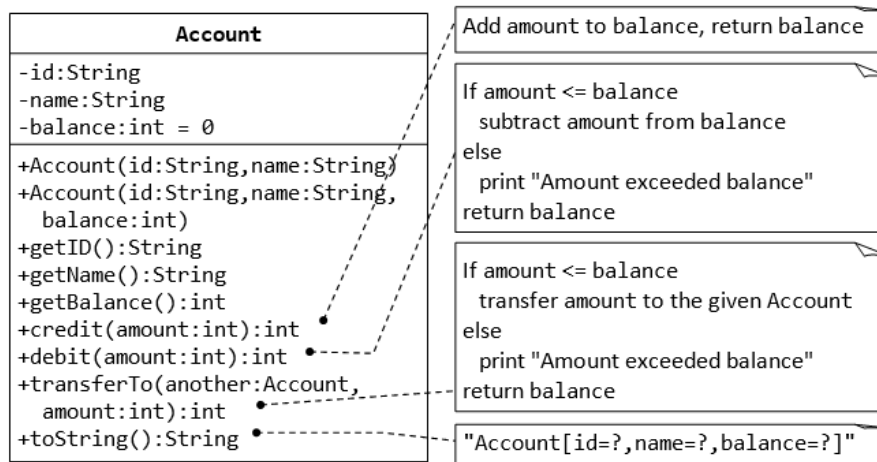 Account
-id:String
-name:String
-balance:int = 0
+Account(id:String,name:String)
+Account(id:String,name:String,
balance:int)
+getID():String
+getName():String
+getBalance():int
+credit(amount:int):int
+debit(amount:int):int
+transferTo(another:Account,
amount:int):int
+toString():String
Add amount to balance, return balance
If amount <= balance
subtract amount from balance
else
print "Amount exceeded balance"
return balance
If amount <= balance
transfer amount to the given Account
else
print "Amount exceeded balance"
return balance
"Account[id=?,name=?,balance=?]"